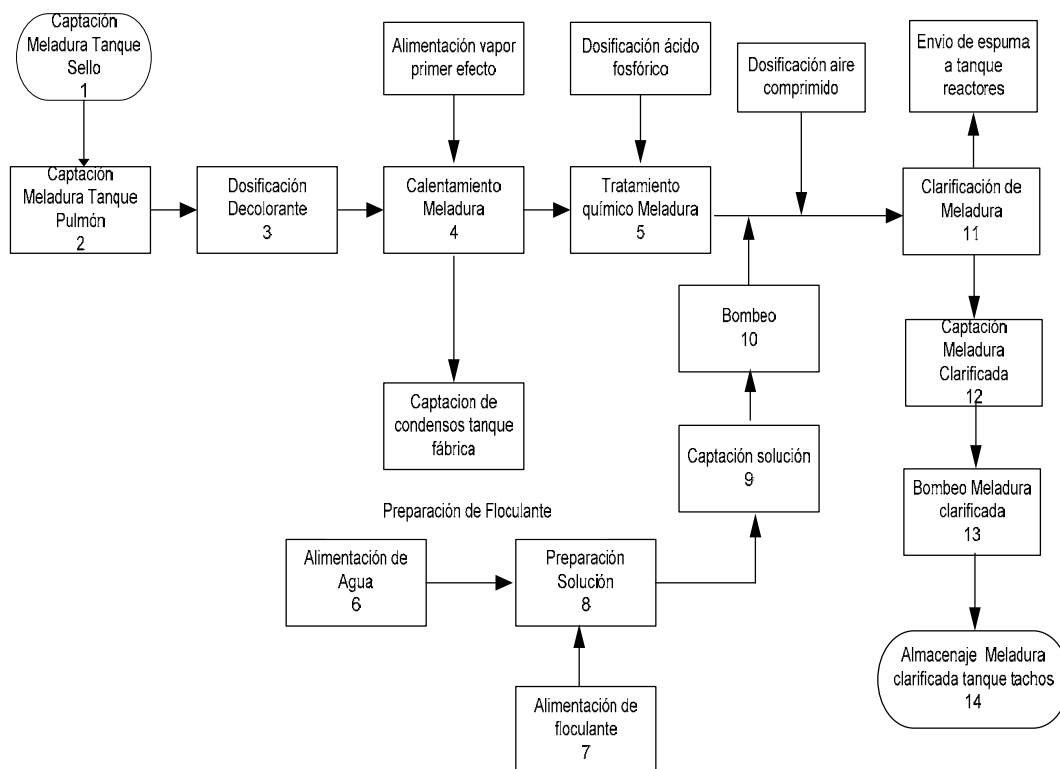 Captación
Meladura Tanque
Sello
1
Alimentación vapor
primer efecto
Dosificación ácido
fosfórico
Dosificación aire
comprimido
Envio de espuma
a tanque
reactores
Captación
Meladura Tanque
Pulmón
2
Dosificación
Decolorante
3
Calentamiento
Meladura
4
Tratamiento
químico Meladura
5
Clarificación de
Meladura
11
Bombeo
10
Captación
Meladura
Clarificada
12
Captacion de
condensos tanque
fábrica
Captación solución
9
Bombeo Meladura
clarificada
13
Preparación de Floculante
Alimentación de
Agua
6
Preparación
Solución
8
Alimentación de
floculante
7
Almacenaje Meladura
clarificada tanque tachos
14